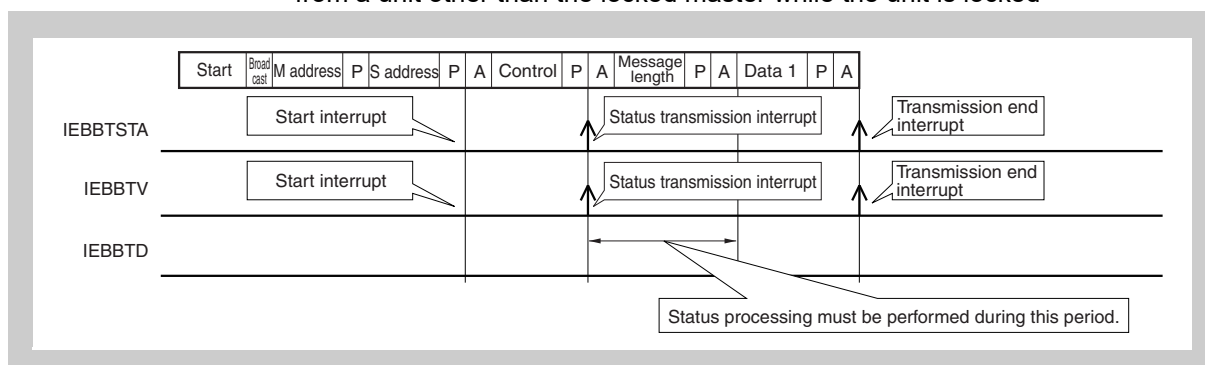 from a unit other than the locked master while the unit is locked
Start Broad cast M address P S address P A Control P A Message length P A Data 1 P A
IEBBTSTA
Start interrupt
Status transmission interrupt
Transmission end
interrupt
IEBBTV
Start interrupt
Status transmission interrupt
Transmission end
interrupt
IEBBTD
Status processing must be performed during this period.